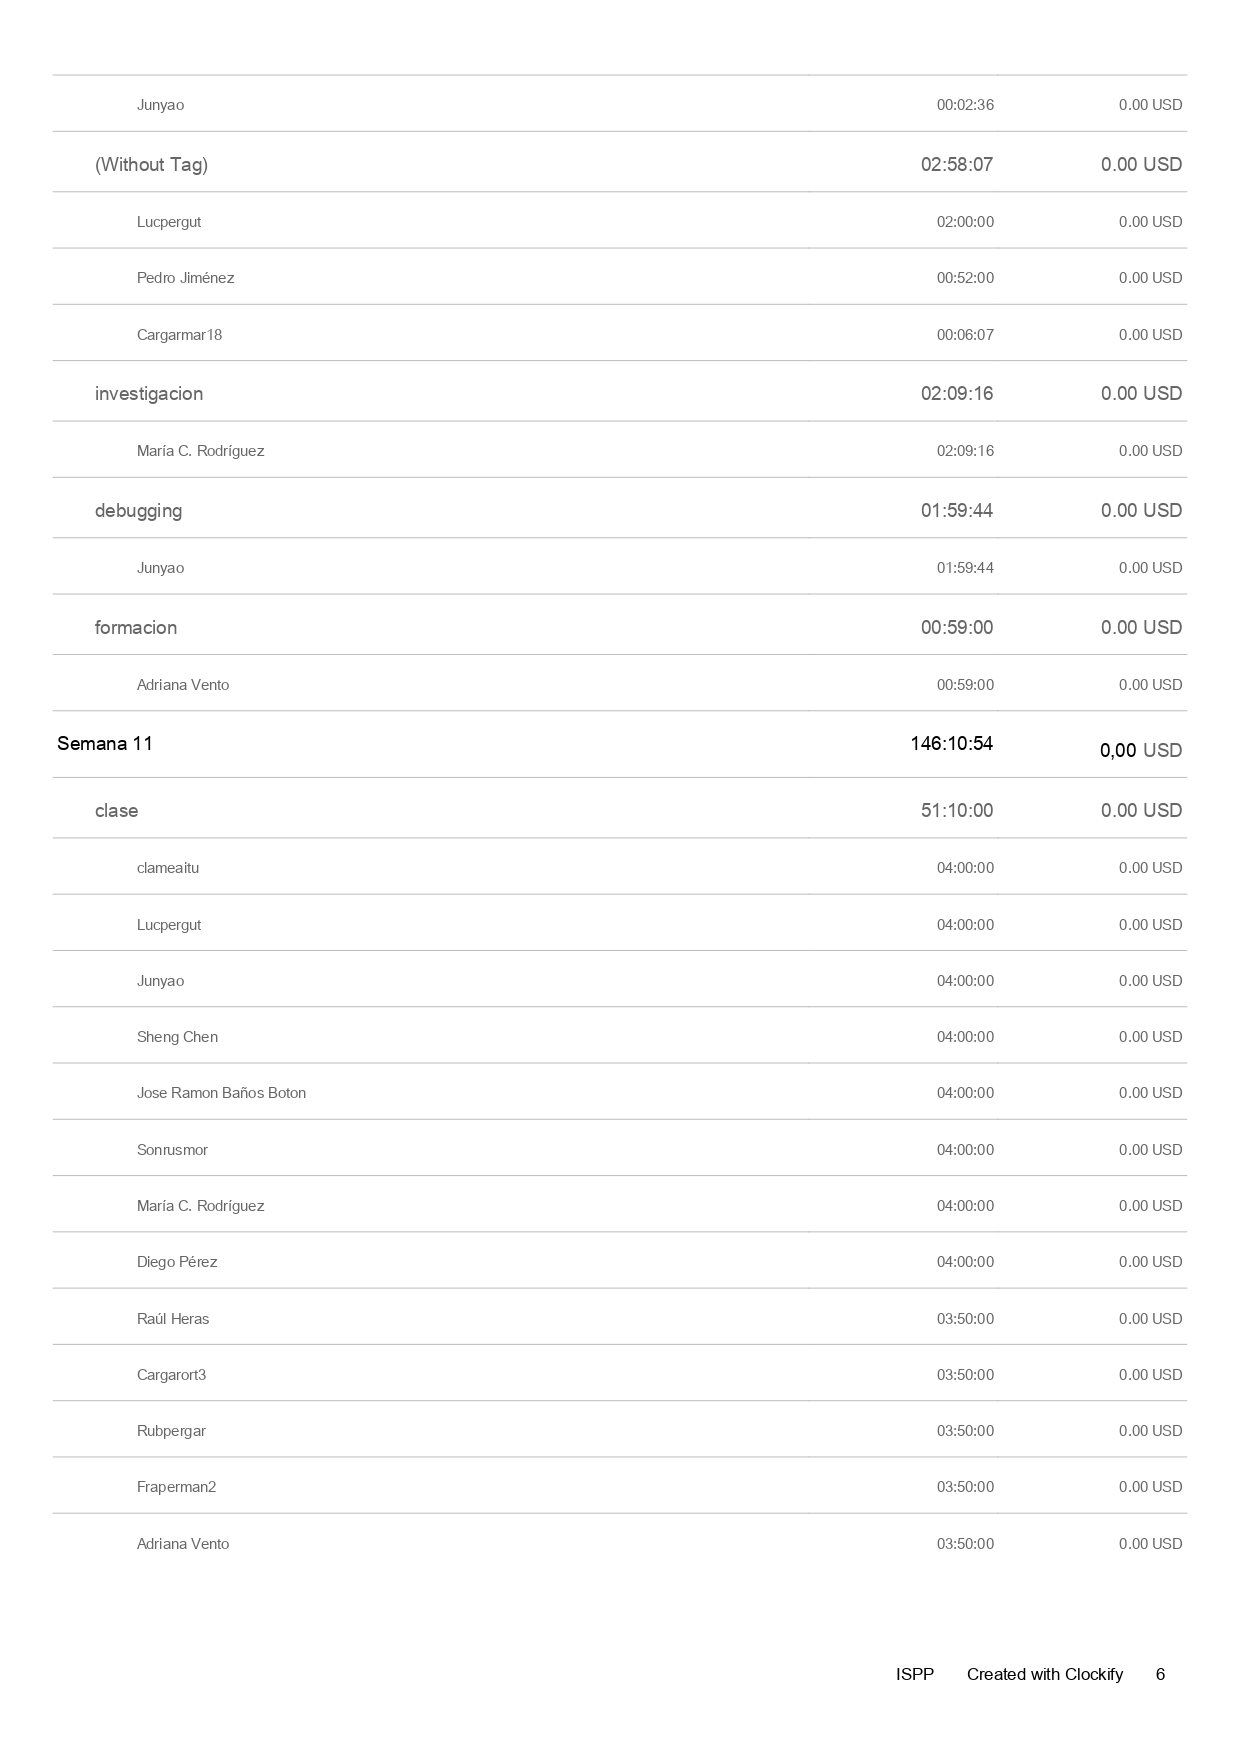 Junyao 00:02:36 0.00 USD
(Without Tag) 02:58:07 0.00 USD
Lucpergut 02:00:00 0.00 USD
Pedro Jiménez 00:52:00 0.00 USD
Cargarmar18 00:06:07 0.00 USD
investigacion 02:09:16 0.00 USD
María C. Rodríguez 02:09:16 0.00 USD
debugging 01:59:44 0.00 USD
Junyao 01:59:44 0.00 USD
formacion 00:59:00 0.00 USD
Adriana Vento 00:59:00 0.00 USD
Semana 11 146:10:54 0,00 USD
clase 51:10:00 0.00 USD
clameaitu 04:00:00 0.00 USD
Lucpergut 04:00:00 0.00 USD
Junyao 04:00:00 0.00 USD
Sheng Chen 04:00:00 0.00 USD
Jose Ramon Baños Boton 04:00:00 0.00 USD
Sonrusmor 04:00:00 0.00 USD
María C. Rodríguez 04:00:00 0.00 USD
Diego Pérez 04:00:00 0.00 USD
Raúl Heras 03:50:00 0.00 USD
Cargarort3 03:50:00 0.00 USD
Rubpergar 03:50:00 0.00 USD
Fraperman2 03:50:00 0.00 USD
Adriana Vento 03:50:00 0.00 USD
ISPP Created with Clockify 6